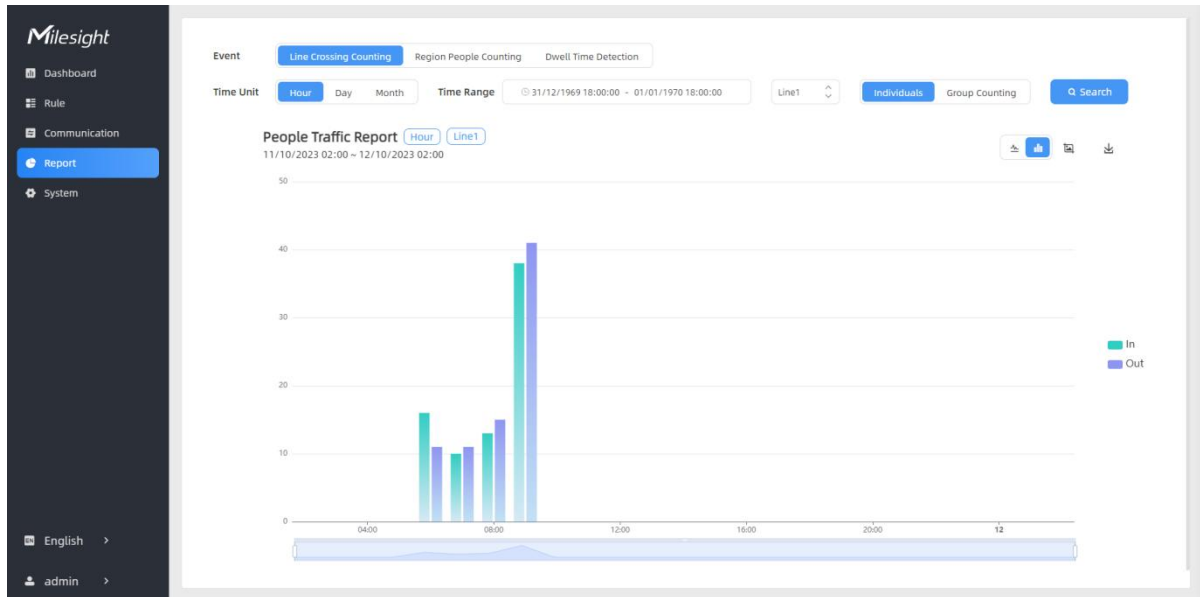 Milesight
Dashboard
Rule
Communication
Report
System
EN English >
admin >
Event Line Crossing Counting Region People Counting Dwell Time Detection
Time Unit Hour Day Month Time Range 31/12/1969 18:00:00 - 01/01/1970 18:00:00 Line1 Individuals Group Counting Search
People Traffic Report Hour Line1
11/10/2023 02:00 ~ 12/10/2023 02:00
50
40
30
20
10
0
04:00 08:00 12:00 16:00 20:00 12
In
Out